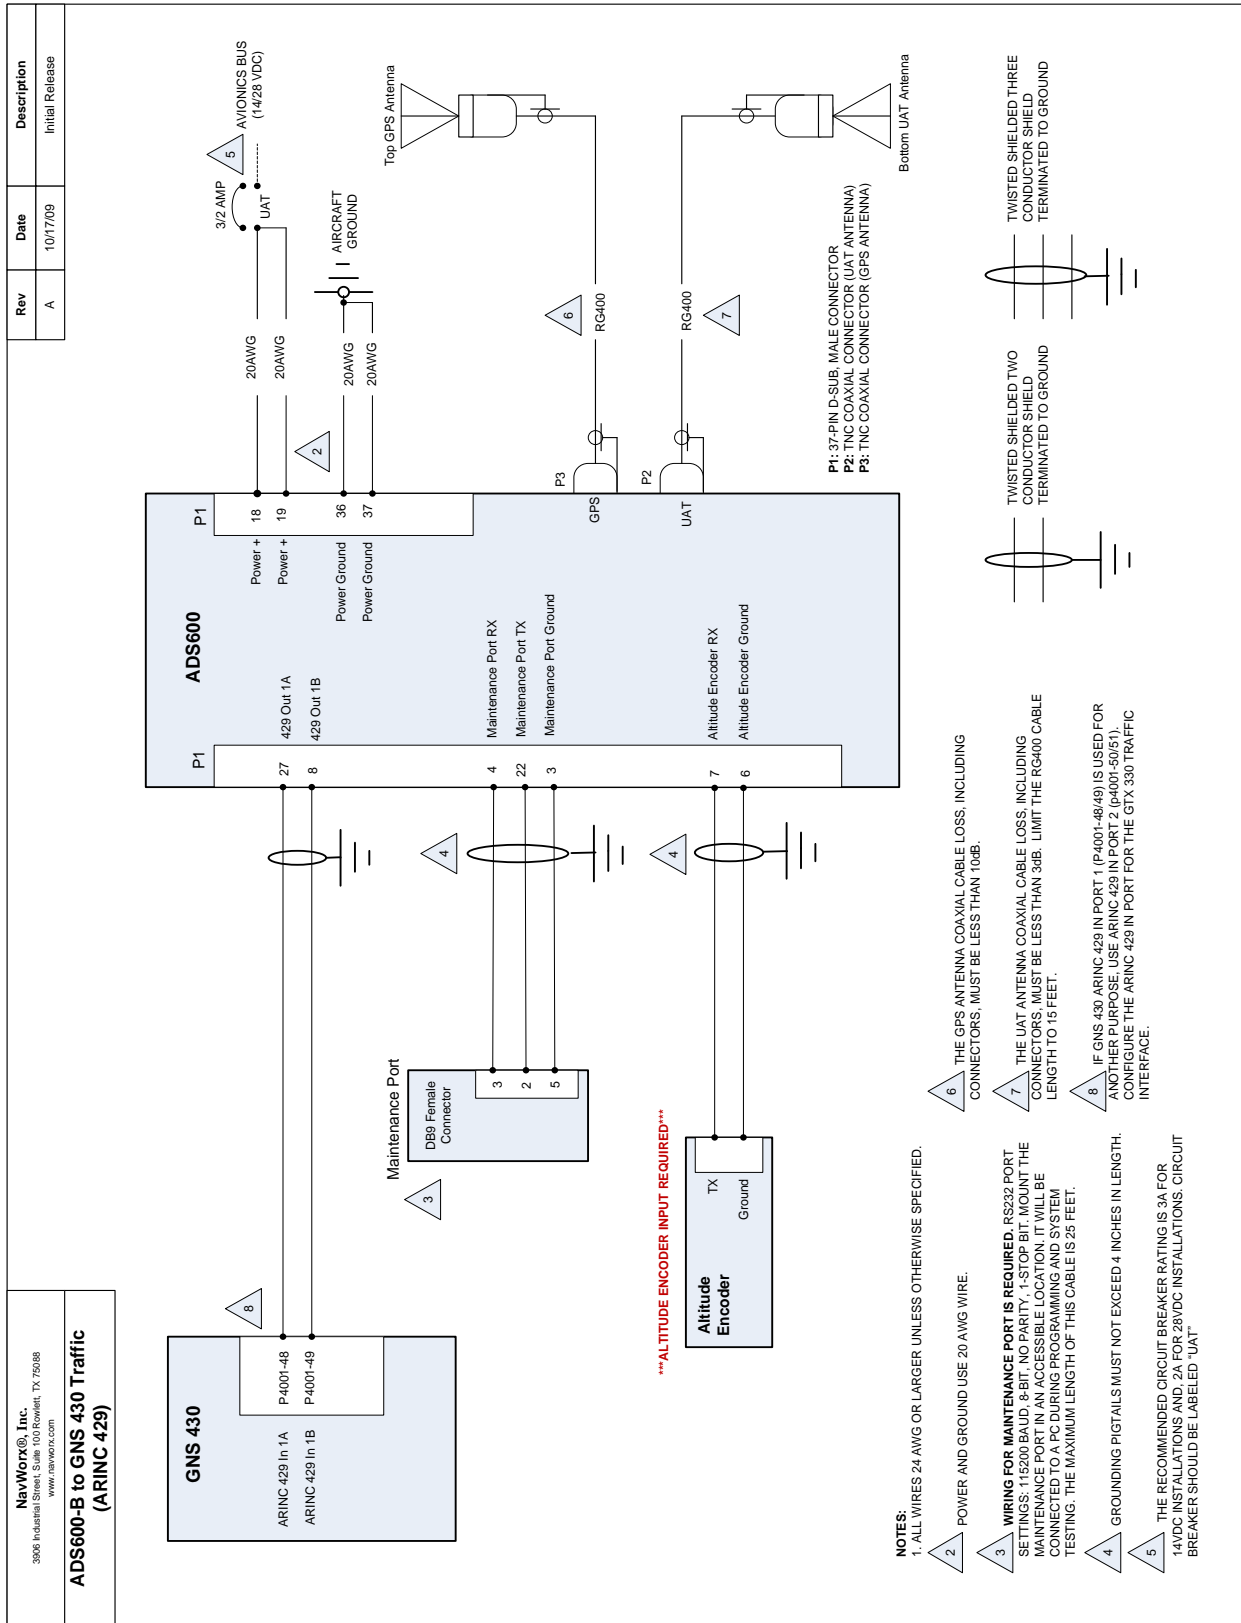 NavWorx®, Inc.
3906 Industrial Street, Suite 100 Rowlett, TX 75088
www.navworx.com
ADS600-B to GNS 430 Traffic
(ARINC 429)
Rev
Date
Description
A
10/17/09
Initial Release
GNS 430
ARINC 429 In 1A
P4001-48
ARINC 429 In 1B
P4001-49
8
ADS600
P1
27
429 Out 1A
8
429 Out 1B
4
Maintenance Port RX
22
Maintenance Port TX
3
Maintenance Port Ground
7
Altitude Encoder RX
6
Altitude Encoder Ground
4
4
P1
Power +
18
Power +
19
Power Ground
36
Power Ground
37
20AWG
20AWG
20AWG
20AWG
2
3/2 AMP
UAT
5
AVIONICS BUS
(14/28 VDC)
AIRCRAFT
GROUND
GPS
P3
6
RG400
Top GPS Antenna
UAT
P2
RG400
7
Bottom UAT Antenna
Maintenance Port
DB9 Female
Connector
3
2
5
3
***ALTITUDE ENCODER INPUT REQUIRED***
Altitude
Encoder
TX
Ground
P1: 37-PIN D-SUB, MALE CONNECTOR
P2: TNC COAXIAL CONNECTOR (UAT ANTENNA)
P3: TNC COAXIAL CONNECTOR (GPS ANTENNA)
NOTES:
1. ALL WIRES 24 AWG OR LARGER UNLESS OTHERWISE SPECIFIED.
2 POWER AND GROUND USE 20 AWG WIRE.
3 WIRING FOR MAINTENANCE PORT IS REQUIRED. RS232 PORT
SETTINGS: 115200 BAUD, 8-BIT, NO PARITY, 1-STOP BIT. MOUNT THE
MAINTENANCE PORT IN AN ACCESSIBLE LOCATION. IT WILL BE
CONNECTED TO A PC DURING PROGRAMMING AND SYSTEM
TESTING. THE MAXIMUM LENGTH OF THIS CABLE IS 25 FEET.
4 GROUNDING PIGTAILS MUST NOT EXCEED 4 INCHES IN LENGTH.
5 THE RECOMMENDED CIRCUIT BREAKER RATING IS 3A FOR
14VDC INSTALLATIONS AND, 2A FOR 28VDC INSTALLATIONS. CIRCUIT
BREAKER SHOULD BE LABELED "UAT"
6 THE GPS ANTENNA COAXIAL CABLE LOSS, INCLUDING
CONNECTORS, MUST BE LESS THAN 10dB.
7 THE UAT ANTENNA COAXIAL CABLE LOSS, INCLUDING
CONNECTORS, MUST BE LESS THAN 3dB. LIMIT THE RG400 CABLE
LENGTH TO 15 FEET.
8 IF GNS 430 ARINC 429 IN PORT 1 (P4001-48/49) IS USED FOR
ANOTHER PURPOSE, USE ARINC 429 IN PORT 2 (p4001-50/51).
CONFIGURE THE ARINC 429 IN PORT FOR THE GTX 330 TRAFFIC
INTERFACE.
TWISTED SHIELDED TWO
CONDUCTOR SHIELD
TERMINATED TO GROUND
TWISTED SHIELDED THREE
CONDUCTOR SHIELD
TERMINATED TO GROUND